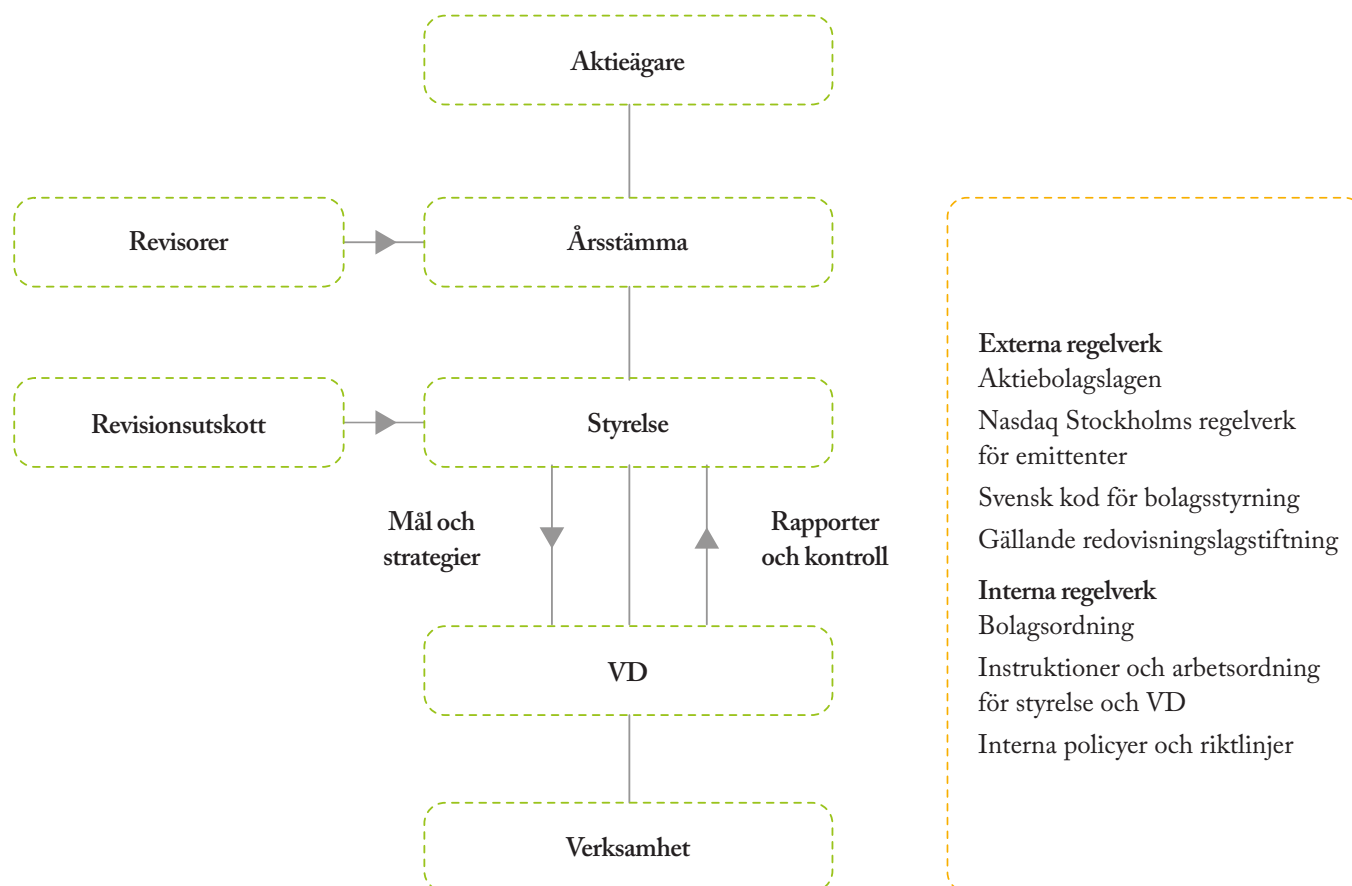 Aktieägare
Revisorer
Årsstämma
Revisionsutskott
Styrelse
Mål och
strategier
Rapporter
och kontroll
VD
Verksamhet
Externa regelverk
Aktiebolagslagen
Nasdaq Stockholms regelverk
för emittenter
Svensk kod för bolagsstyrning
Gällande redovisningslagstiftning
Interna regelverk
Bolagsordning
Instruktioner och arbetsordning
för styrelse och VD
Interna policyer och riktlinjer